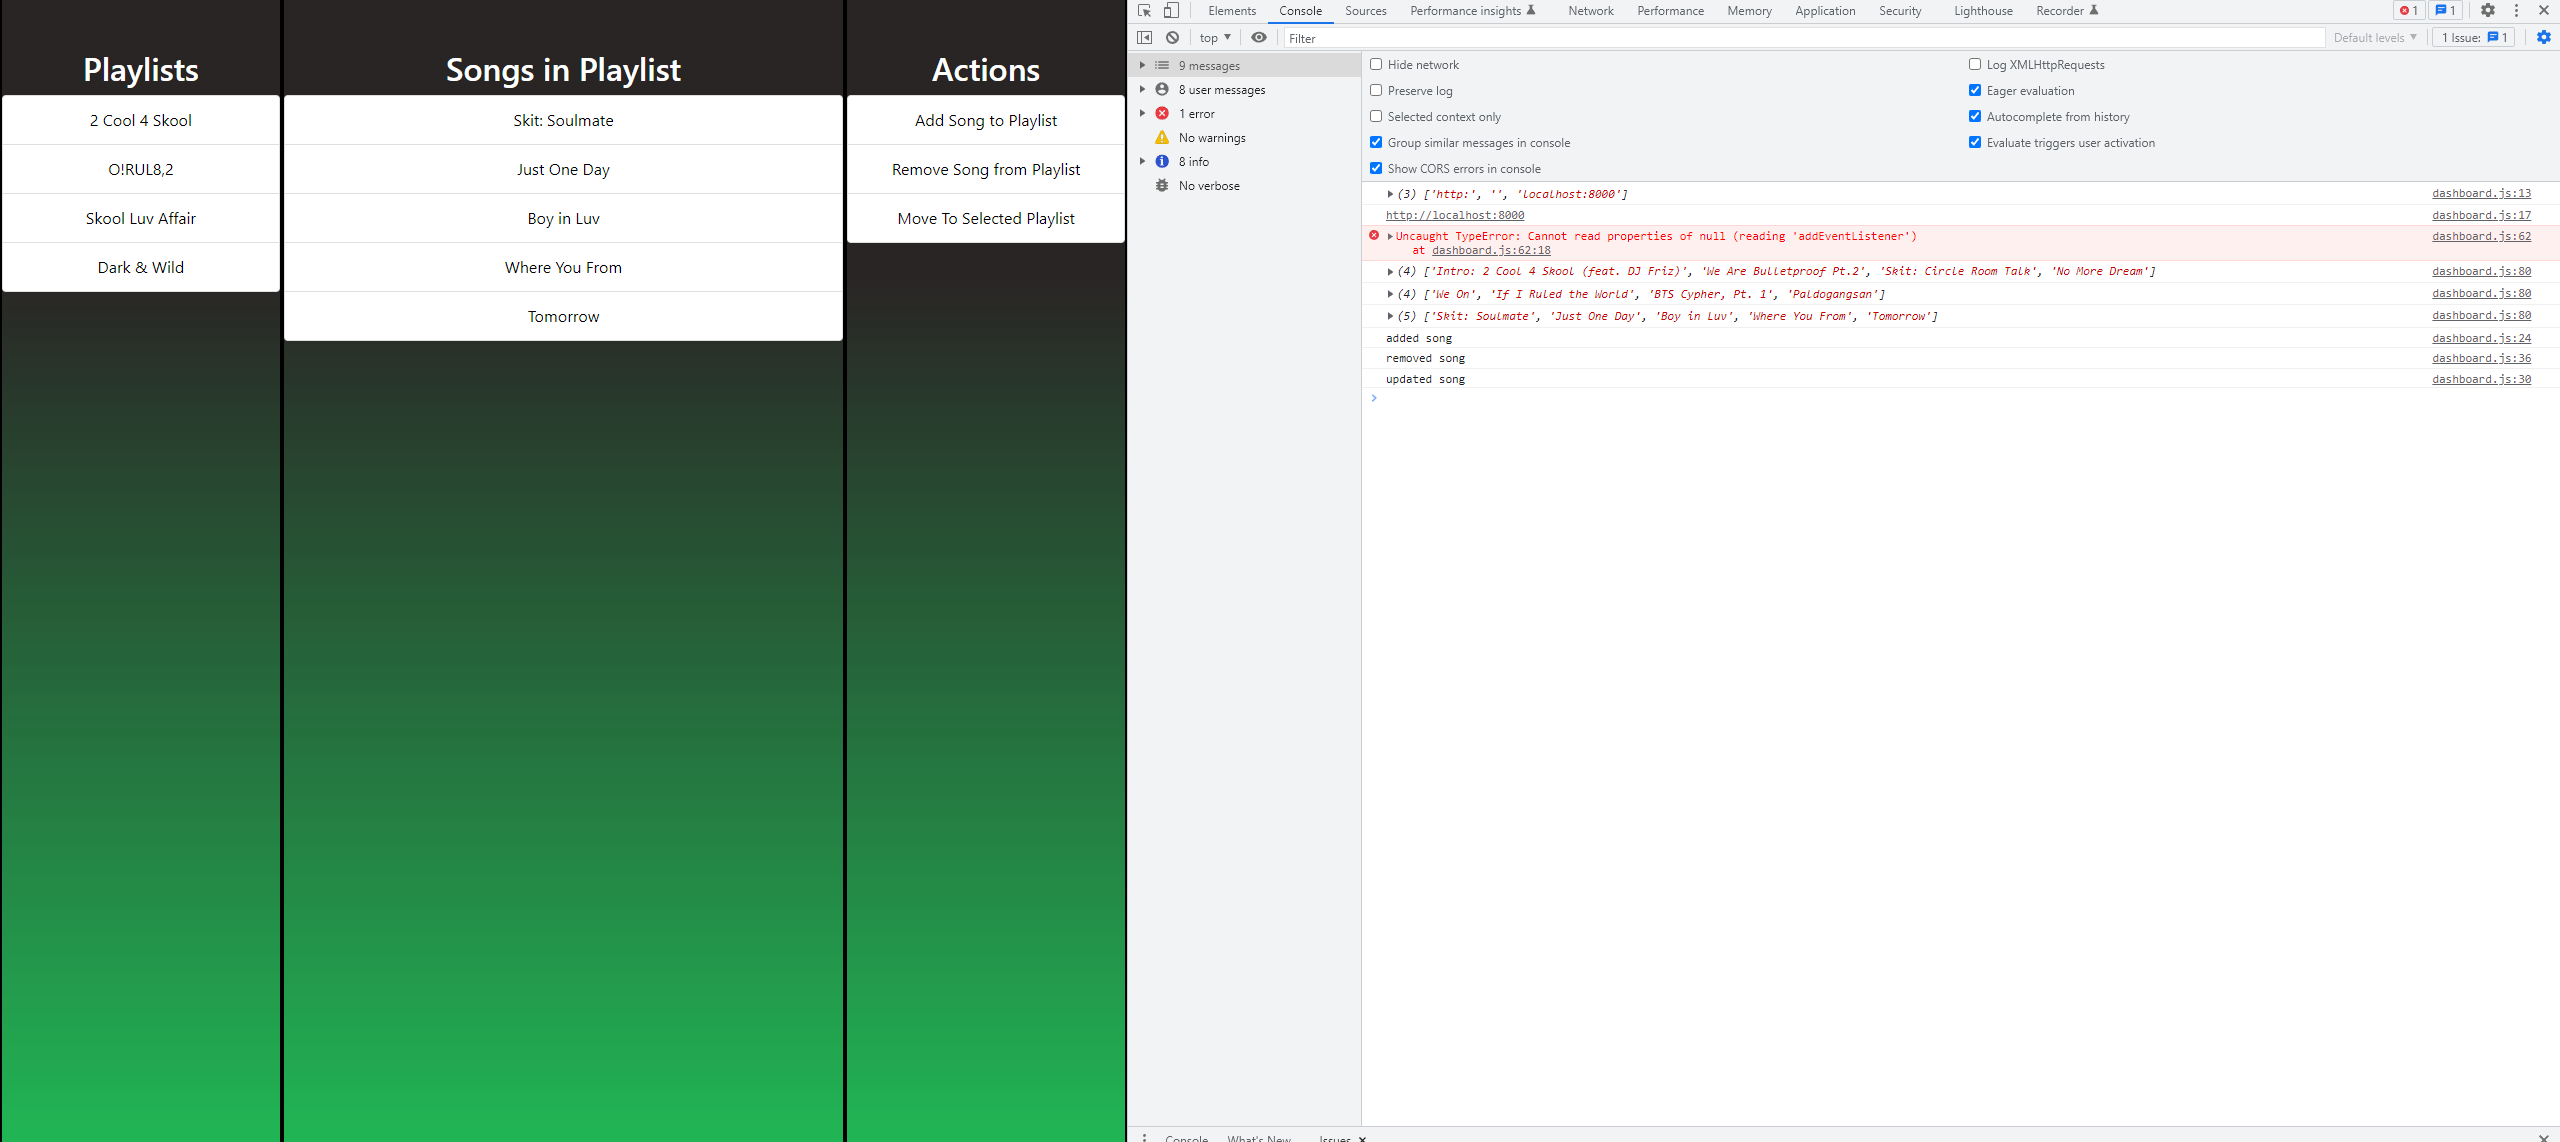 Playlists
2 Cool 4 Skool
O!RUL8,2
Skool Luv Affair
Dark & Wild
Songs in Playlist
Skit: Soulmate
Just One Day
Boy in Luv
Where You From
Tomorrow
Actions
Add Song to Playlist
Remove Song from Playlist
Move To Selected Playlist
Elements Console Sources Performance insights Network Performance Memory Application Security Lighthouse Recorder 1 1
top Filter Default levels 1 Issue: 1
9 messages
8 user messages
1 error
No warnings
8 info
No verbose
Hide network Log XMLHttpRequests
Preserve log Eager evaluation
Selected context only Autocomplete from history
Group similar messages in console Evaluate triggers user activation
Show CORS errors in console
(3) ['http:', '', 'localhost:8000'] dashboard.js:13
http://localhost:8000 dashboard.js:17
Uncaught TypeError: Cannot read properties of null (reading 'addEventListener') dashboard.js:62
at dashboard.js:62:18
(4) ['Intro: 2 Cool 4 Skool (feat. DJ Friz)', 'We Are Bulletproof Pt.2', 'Skit: Circle Room Talk', 'No More Dream'] dashboard.js:80
(4) ['We On', 'If I Ruled the World', 'BTS Cypher, Pt. 1', 'Paldogangsan'] dashboard.js:80
(5) ['Skit: Soulmate', 'Just One Day', 'Boy in Luv', 'Where You From', 'Tomorrow'] dashboard.js:80
added song dashboard.js:24
removed song dashboard.js:36
updated song dashboard.js:30
Console What's New Issues